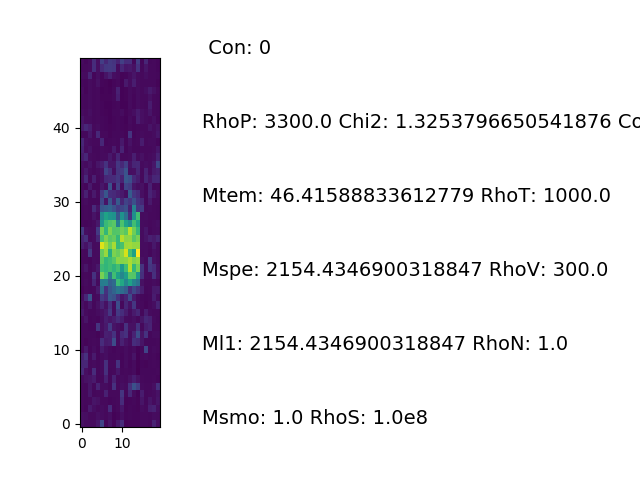 Con: 0
RhoP: 3300.0 Chi2: 1.3253796650541876 Co
Mtem: 46.41588833612779 RhoT: 1000.0
Mspe: 2154.4346900318847 RhoV: 300.0
Ml1: 2154.4346900318847 RhoN: 1.0
Msmo: 1.0 RhoS: 1.0e8
40
30
20
10
0
0 10